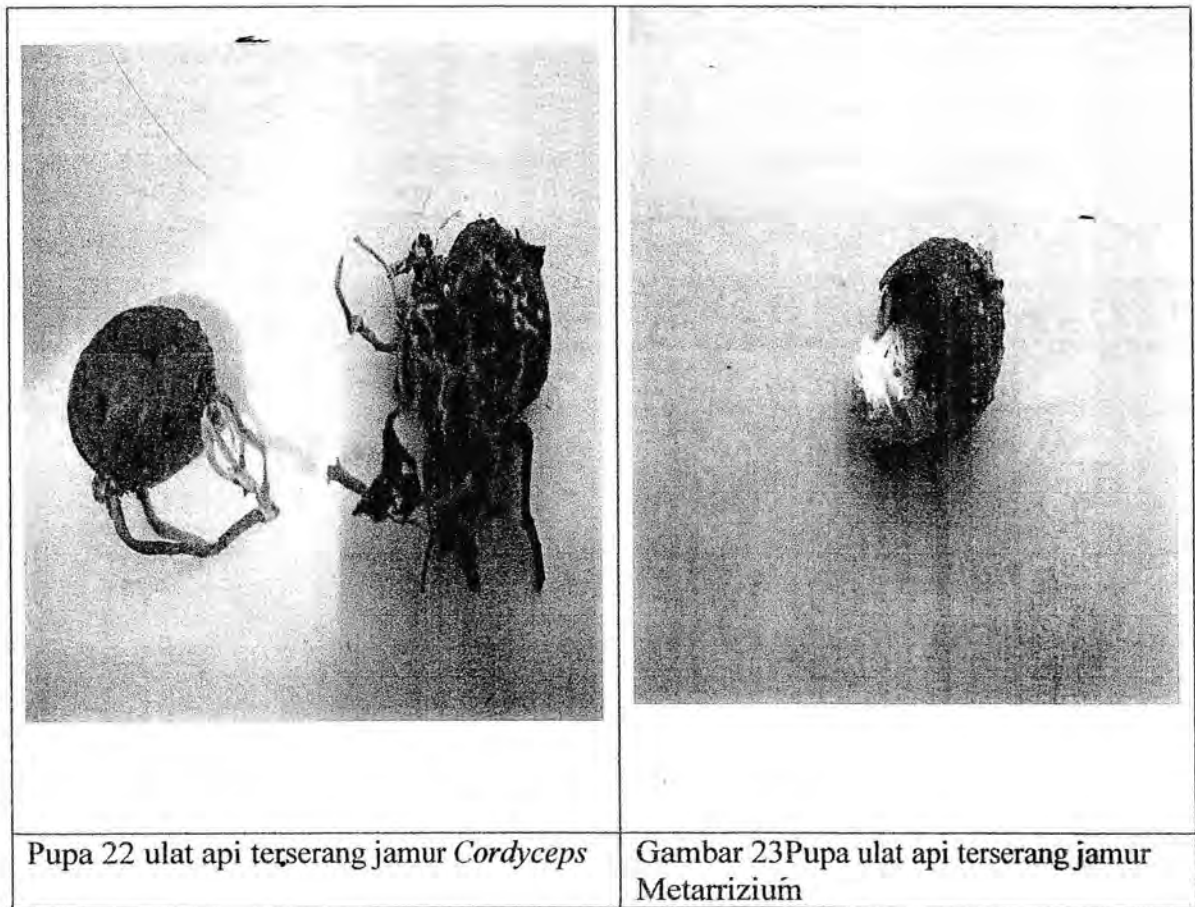 Pupa 22 ulat api terserang jamur Cordyceps
Gambar 23Pupa ulat api terserang jamur
Metarrizium